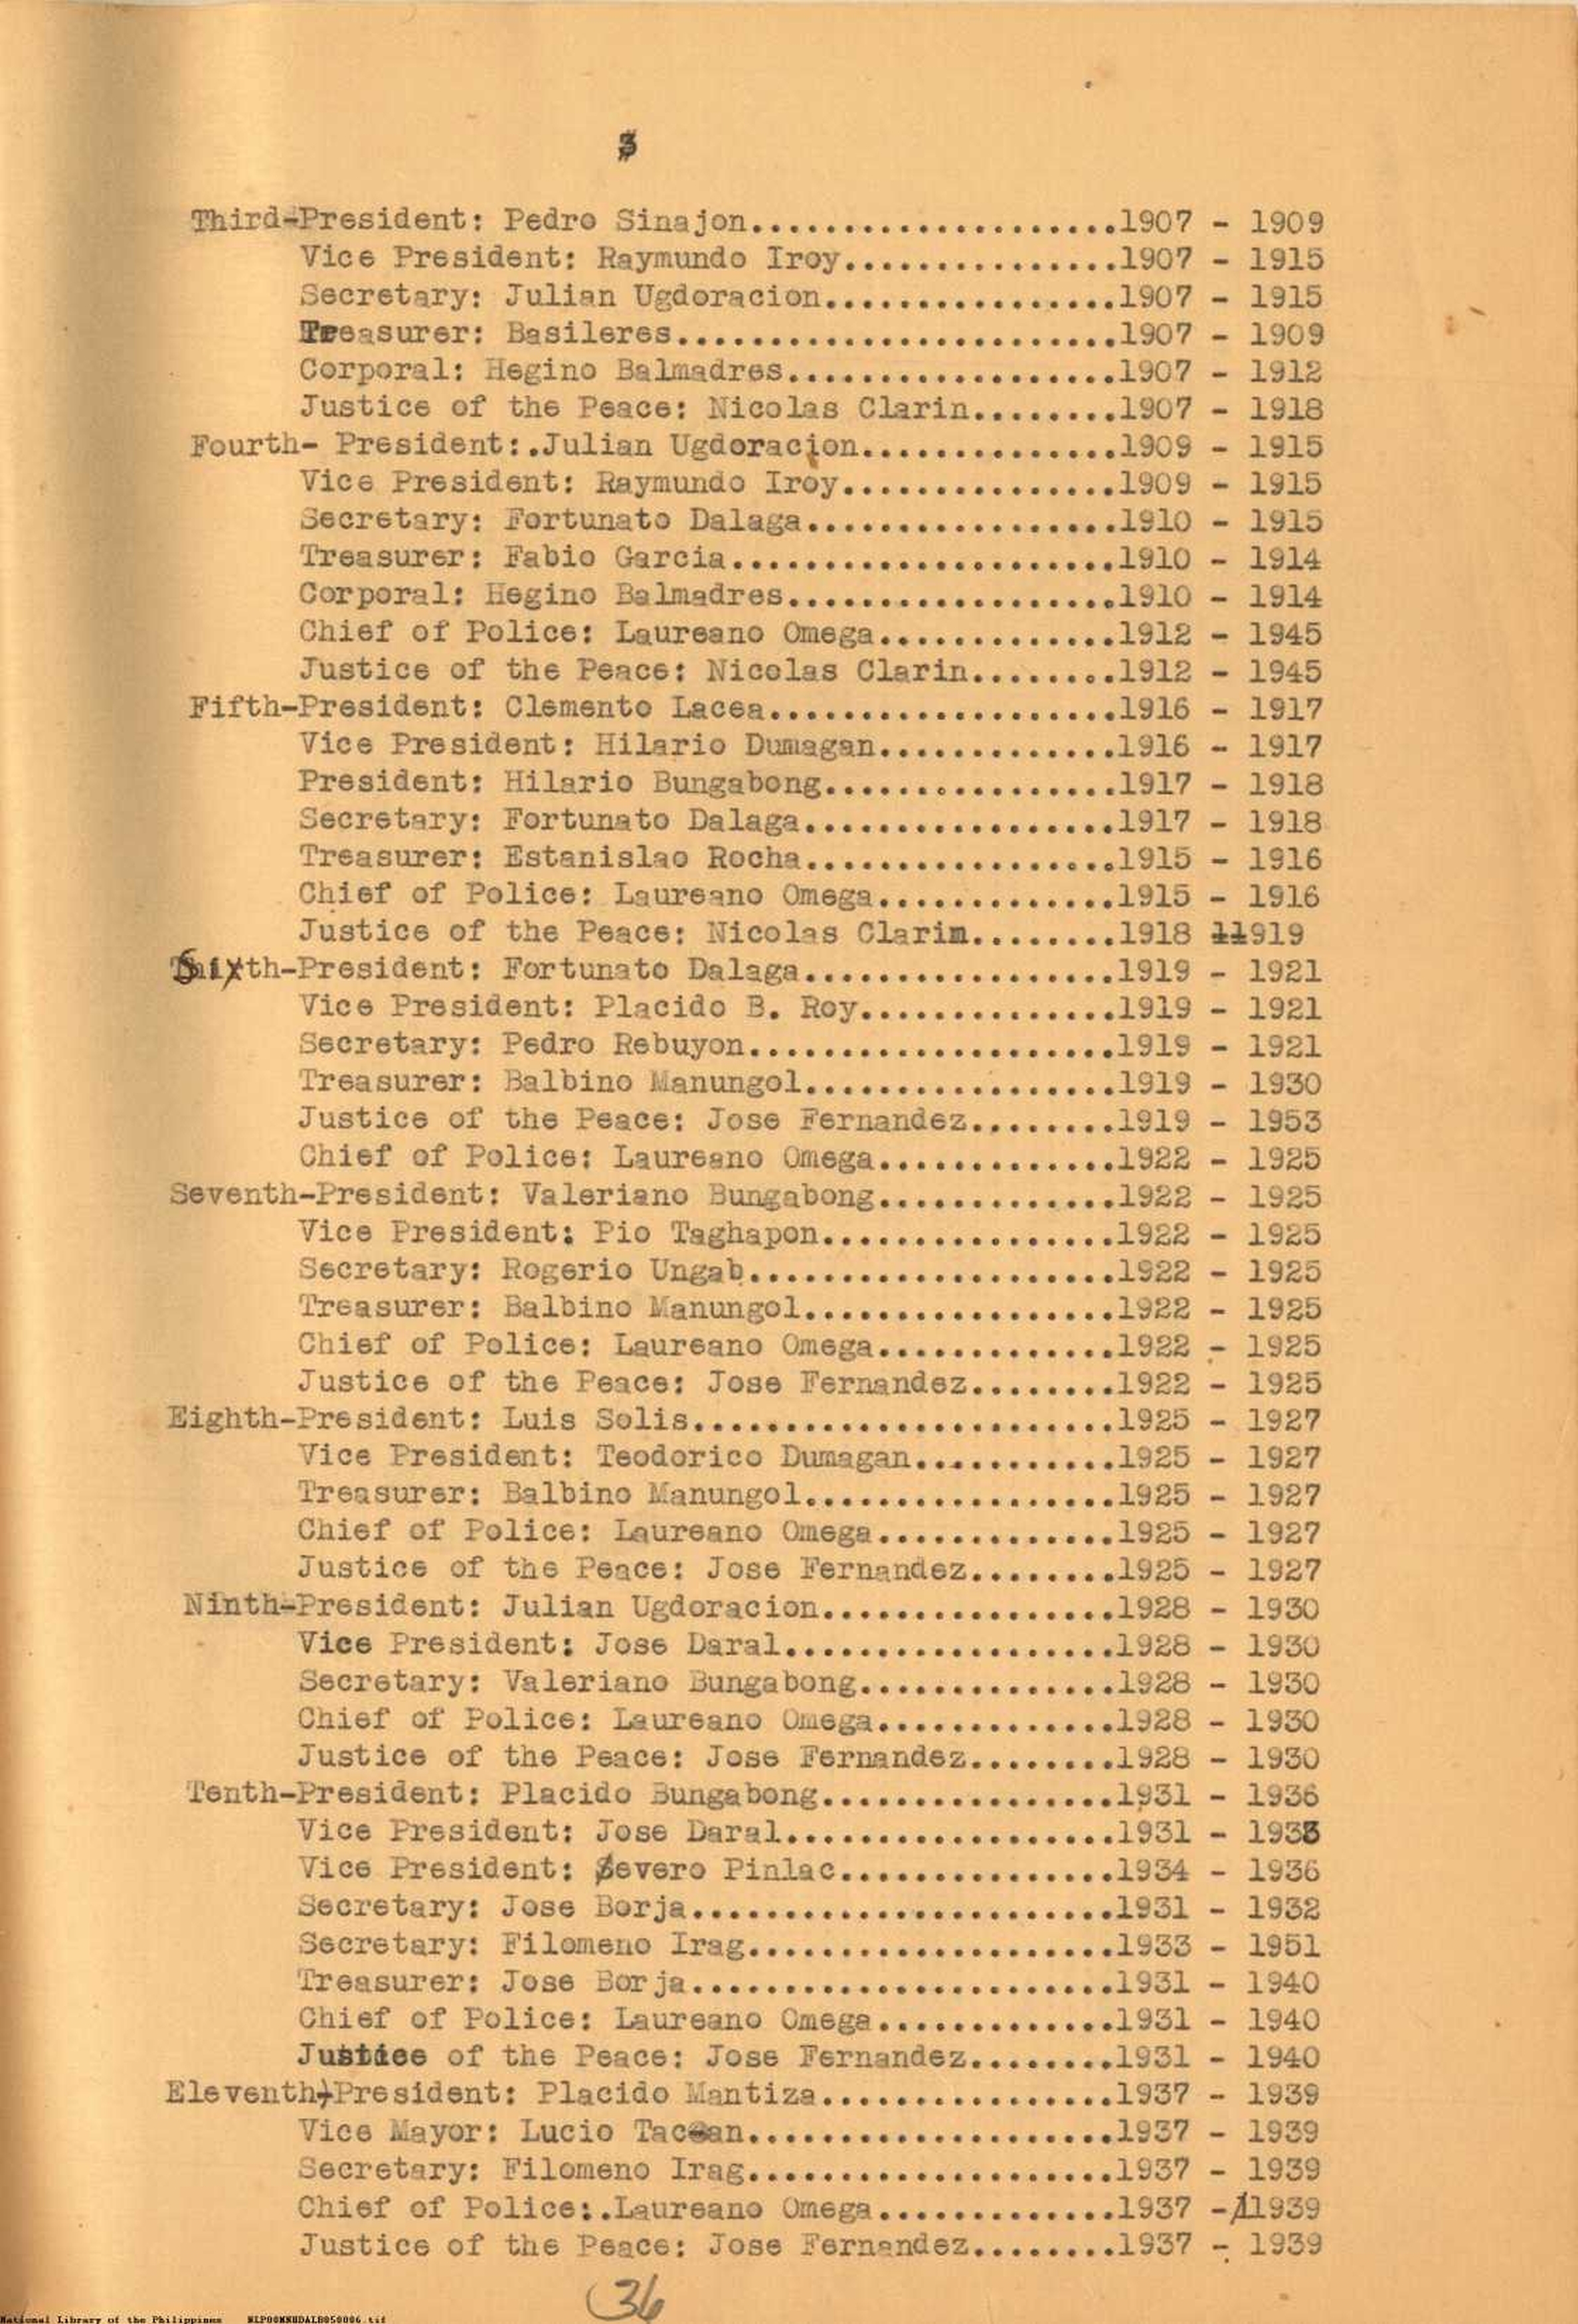 3
Third-President: Pedro Sinajon....................1907 - 1909
Vice President: Raymundo Iroy...............1907 - 1915
Secretary: Julian Ugdoracion................1907 - 1915
Treasurer: Basileres........................1907 - 1909
Corporal: Hegino Balmadres..................1907 - 1912
Justice of the Peace: Nicolas Clarin........1907 - 1918
Fourth- President:.Julian Ugdoracion..............1909 - 1915
Vice President: Raymundo Iroy...............1909 - 1915
Secretary: Fortunato Dalaga.................1910 - 1915
Treasurer: Fabio Garcia.....................1910 - 1914
Corporal: Hegino Balmadres..................1910 - 1914
Chief of Police: Laureano Omega.............1912 - 1945
Justice of the Peace: Nicolas Clarin........1912 - 1945
Fifth-President: Clemento Lacea...................1916 - 1917
Vice President: Hilario Dumagan.............1916 - 1917
President: Hilario Bungabong................1917 - 1918
Secretary: Fortunato Dalaga.................1917 - 1918
Treasurer: Estanislao Rocha.................1915 - 1916
Chief of Police: Laureano Omega.............1915 - 1916
Justice of the Peace: Nicolas Clarin........1918 -1919
Sixth-President: Fortunato Dalaga.................1919 - 1921
Vice President: Placido B. Roy..............1919 - 1921
Secretary: Pedro Rebuyon....................1919 - 1921
Treasurer: Balbino Manungol.................1919 - 1930
Justice of the Peace: Jose Fernandez........1919 - 1953
Chief of Police: Laureano Omega.............1922 - 1925
Seventh-President: Valeriano Bungabong.............1922 - 1925
Vice President: Pio Taghapon................1922 - 1925
Secretary: Rogerio Ungab....................1922 - 1925
Treasurer: Balbino Manungol.................1922 - 1925
Chief of Police: Laureano Omega.............1922 - 1925
Justice of the Peace: Jose Fernandez........1922 - 1925
Eighth-President: Luis Solis.......................1925 - 1927
Vice President: Teodorico Dumagan...........1925 - 1927
Treasurer: Balbino Manungol.................1925 - 1927
Chief of Police: Laureano Omega.............1925 - 1927
Justice of the Peace: Jose Fernandez........1925 - 1927
Ninth-President: Julian Ugdoracion................1928 - 1930
Vice President: Jose Daral..................1928 - 1930
Secretary: Valeriano Bungabong..............1928 - 1930
Chief of Police: Laureano Omega.............1928 - 1930
Justice of the Peace: Jose Fernandez........1928 - 1930
Tenth-President: Placido Bungabong................1931 - 1936
Vice President: Jose Daral..................1931 - 1933
Vice President: Severo Pinlac...............1934 - 1936
Secretary: Jose Borja.......................1931 - 1932
Secretary: Filomeno Irag....................1933 - 1951
Treasurer: Jose Borja.......................1931 - 1940
Chief of Police: Laureano Omega.............1931 - 1940
Justice of the Peace: Jose Fernandez........1931 - 1940
Eleventh-President: Placido Mantiza................1937 - 1939
Vice Mayor: Lucio Tacean....................1937 - 1939
Secretary: Filomeno Irag....................1937 - 1939
Chief of Police:.Laureano Omega.............1937 - 1939
Justice of the Peace: Jose Fernandez........1937 - 1939
36
National Library of the Philippines NLP00MNHDALB050006.tif